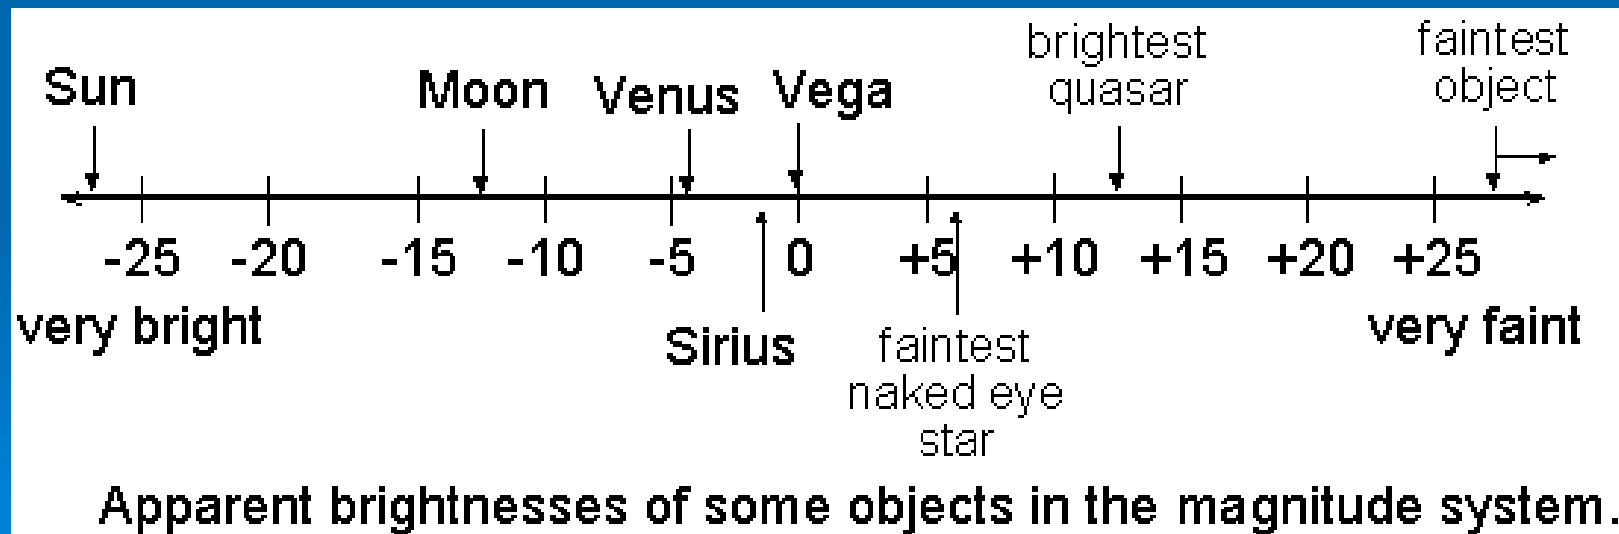 brightest
quasar
faintest
object
Sun
Moon
Venus
Vega
-25 -20 -15 -10 -5 0 +5 +10 +15 +20 +25
very bright
very faint
Sirius
faintest
naked eye
star
Apparent brightnesses of some objects in the magnitude system.